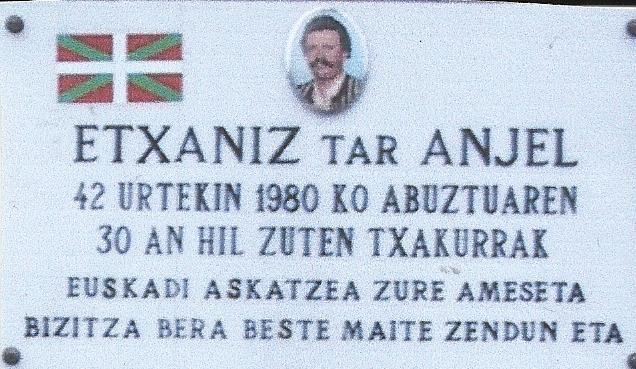 ETXANIZ TAR ANJEL
42 URTEKIN 1980 KO ABUZTUAREN
30 AN HIL ZUTEN TXAKURRAK
EUSKADI ASKATZEA ZURE AMESETA
BIZITZA BERA BESTE MAITE ZENDUN ETA